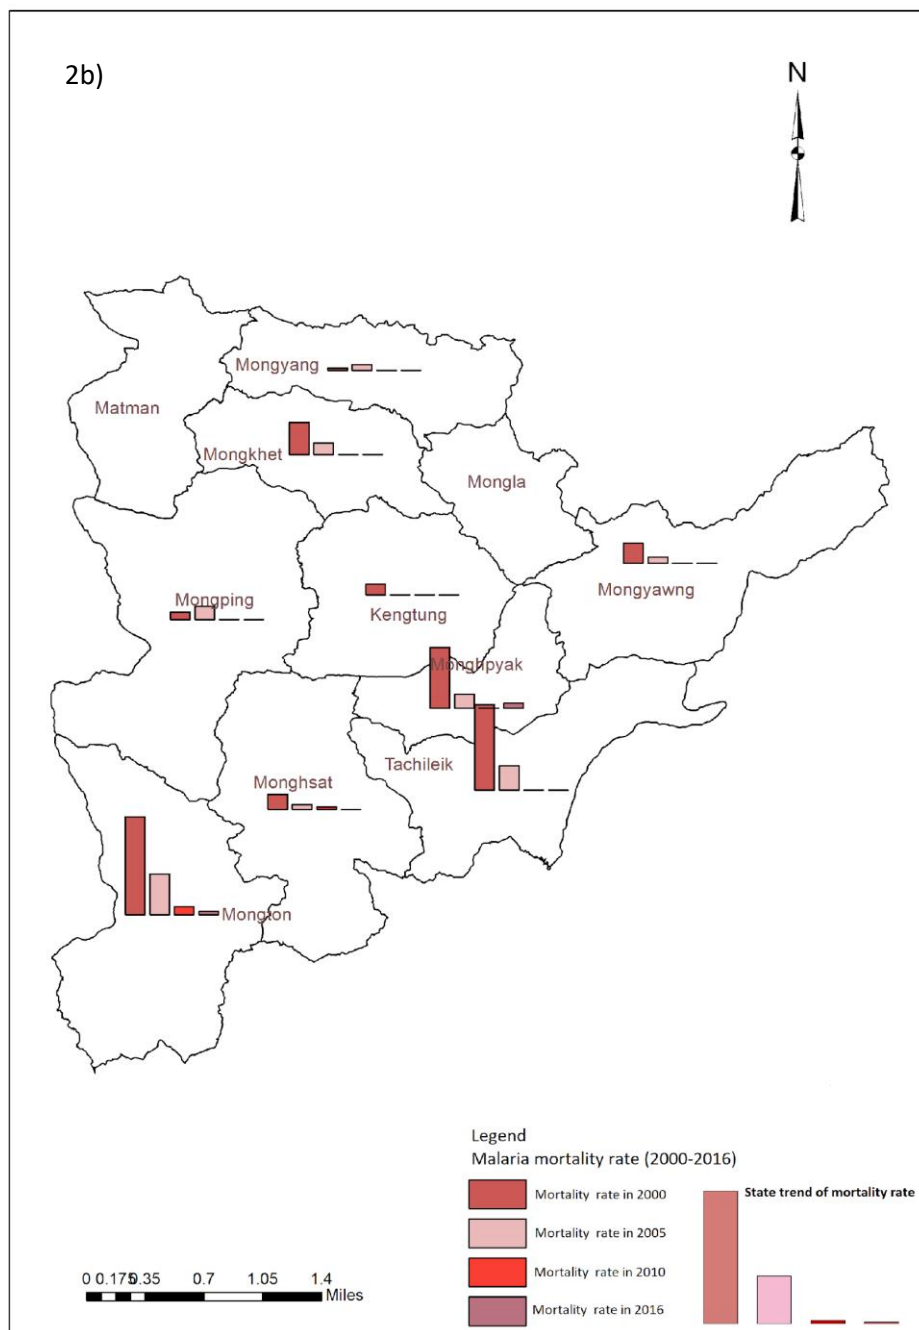 2b)
N
Mongyang
Matman
Mongkhet
Mongla
Mongyawng
Mongping
Kengtung
Monghpyak
Tachileik
Monghsat
Mongton
Legend
Malaria mortality rate (2000-2016)
Mortality rate in 2000
State trend of mortality rate
Mortality rate in 2005
Mortality rate in 2010
Mortality rate in 2016
0 0.175 0.35 0.7 1.05 1.4
Miles